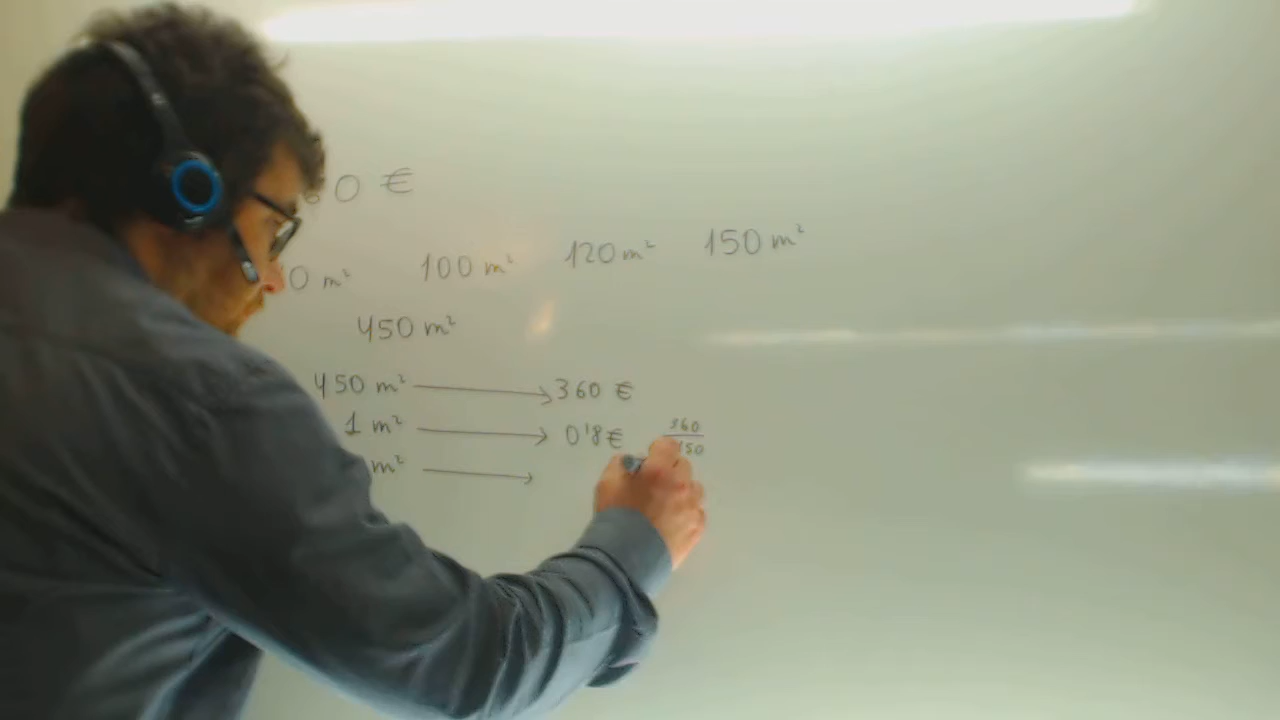 0 €
0 m² 100 m² 120 m² 150 m²
450 m²
450 m² → 360 €
1 m² → 0'8 € 360
50
m² →